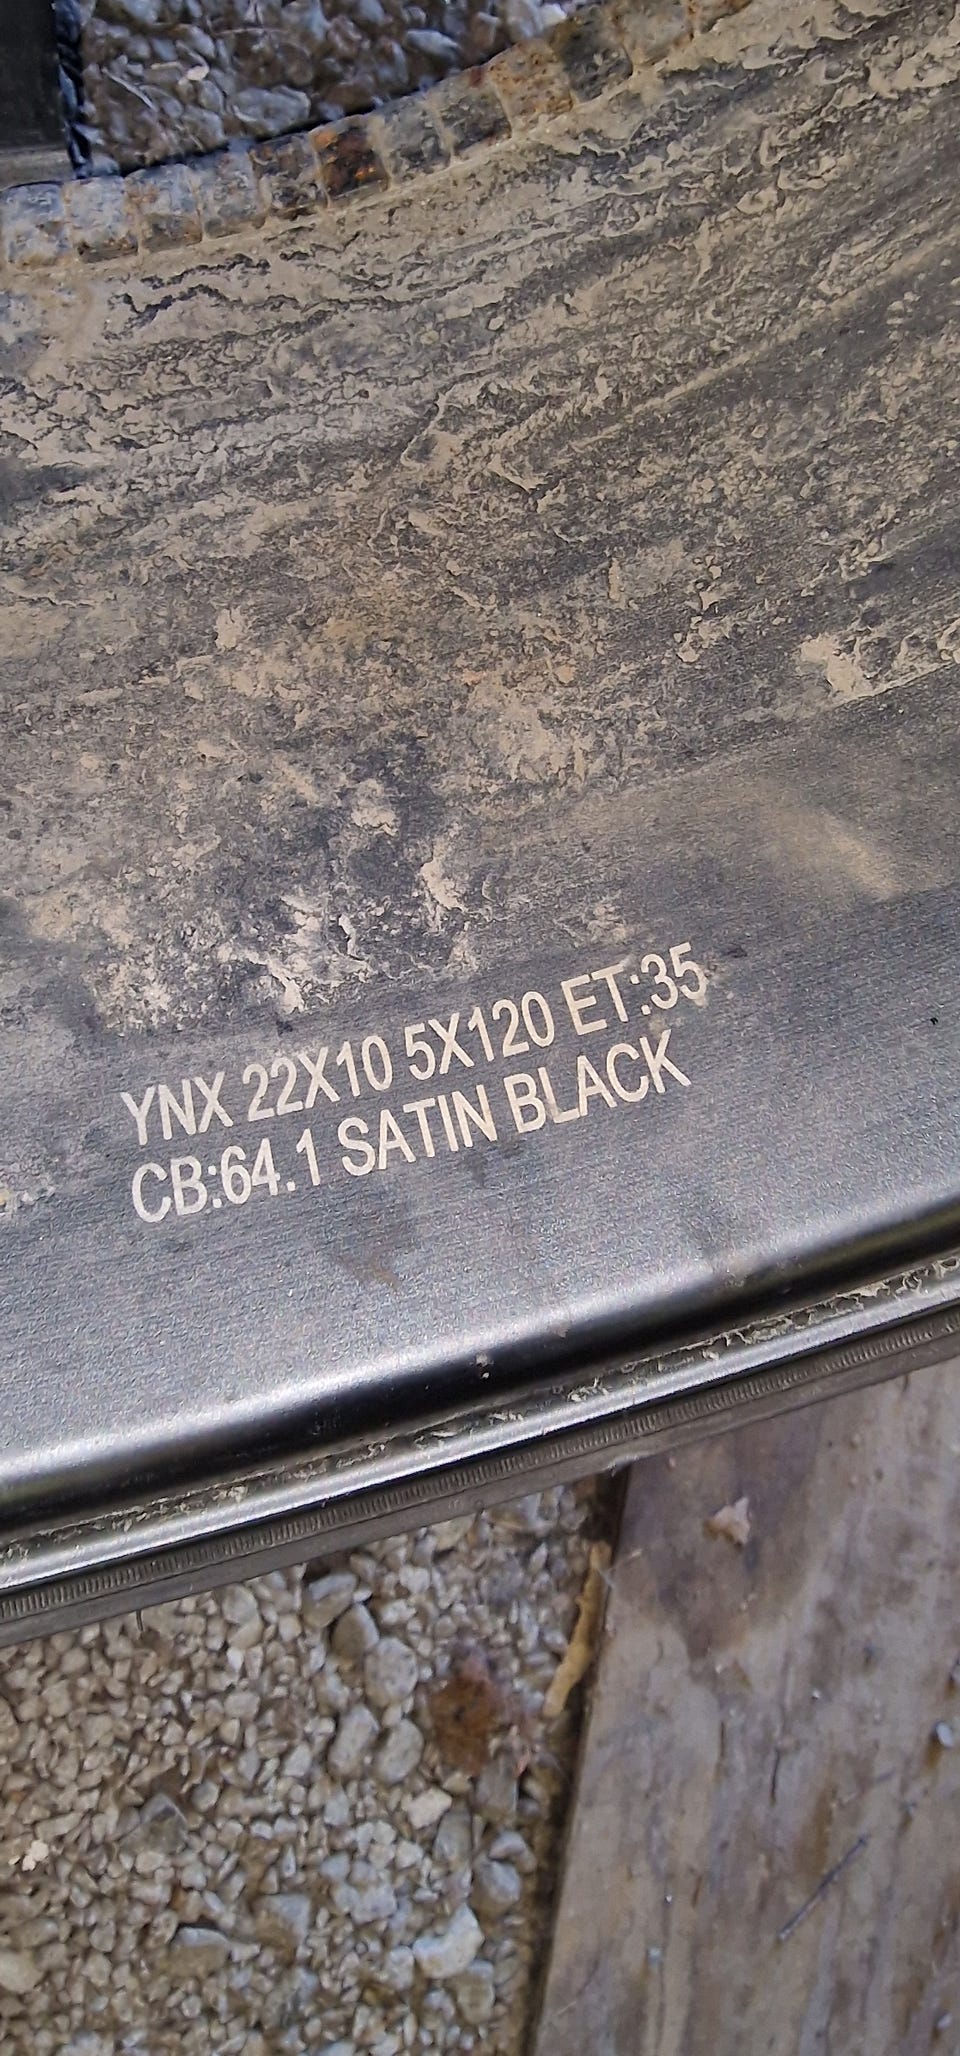 YNX 22X10 5X120 ET:35
CB:64.1 SATIN BLACK